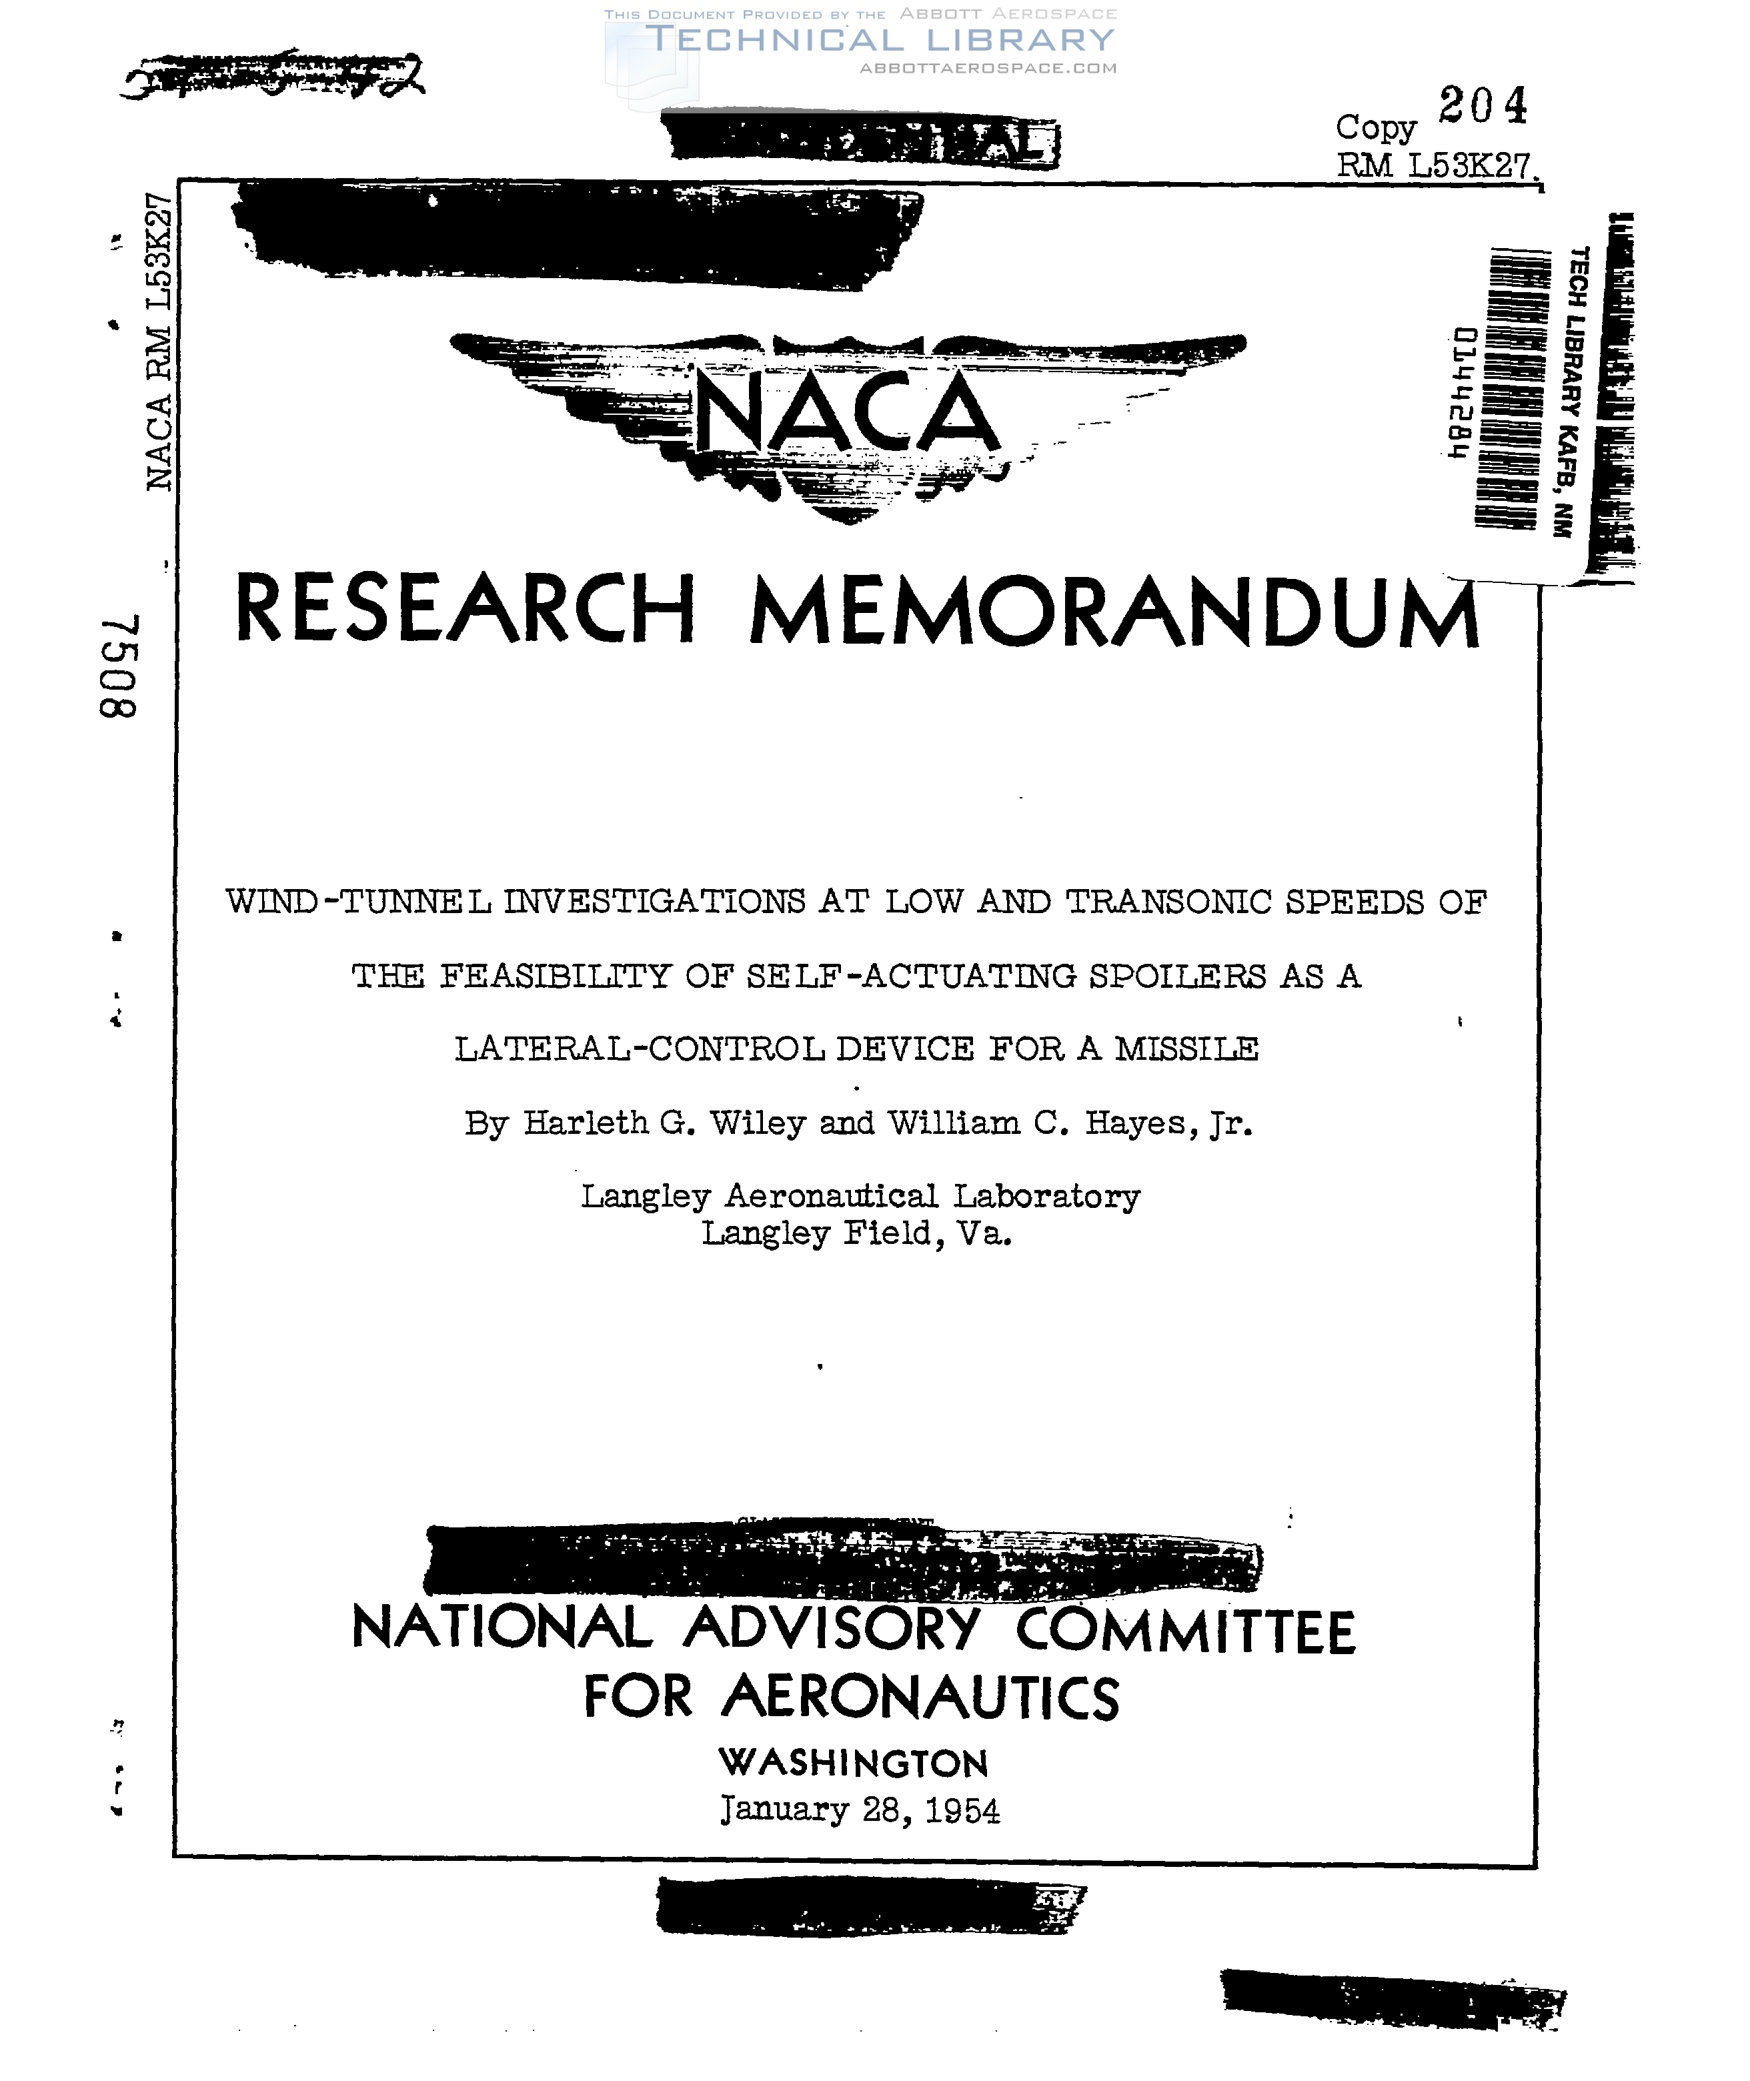 THIS DOCUMENT PROVIDED BY THE ABBOTT AEROSPACE
TECHNICAL LIBRARY
ABBOTTAEROSPACE.COM
Copy 204
RM L53K27.
NACA RM L53K27
7508
TECH LIBRARY KAFB, NM
0144284
NACA
RESEARCH MEMORANDUM
WIND-TUNNEL INVESTIGATIONS AT LOW AND TRANSONIC SPEEDS OF
THE FEASIBILITY OF SELF-ACTUATING SPOILERS AS A
LATERAL-CONTROL DEVICE FOR A MISSILE
By Harleth G. Wiley and William C. Hayes, Jr.
Langley Aeronautical Laboratory
Langley Field, Va.
NATIONAL ADVISORY COMMITTEE
FOR AERONAUTICS
WASHINGTON
January 28, 1954